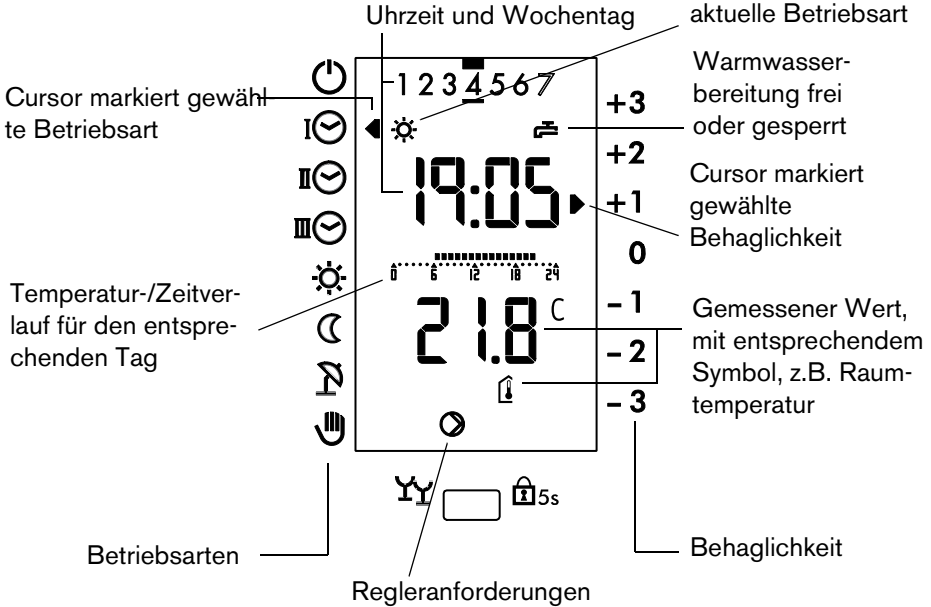 Uhrzeit und Wochentag
aktuelle Betriebsart
Cursor markiert gewähl-
te Betriebsart
Warmwasser-
bereitung frei
oder gesperrt
Cursor markiert
gewählte
Behaglichkeit
1 2 3 4 5 6 7
I
II
III
19:05
0 6 12 18 24
21.8 C
+3
+2
+1
0
- 1
- 2
- 3
Temperatur-/Zeitver-
lauf für den entspre-
chenden Tag
Gemessener Wert,
mit entsprechendem
Symbol, z.B. Raum-
temperatur
5s
Betriebsarten
Behaglichkeit
Regleranforderungen